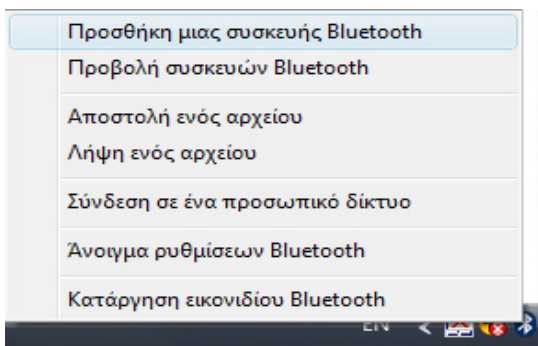 Προσθήκη μιας συσκευής Bluetooth
Προβολή συσκευών Bluetooth
Αποστολή ενός αρχείου
Λήψη ενός αρχείου
Σύνδεση σε ένα προσωπικό δίκτυο
Άνοιγμα ρυθμίσεων Bluetooth
Κατάργηση εικονιδίου Bluetooth
EN